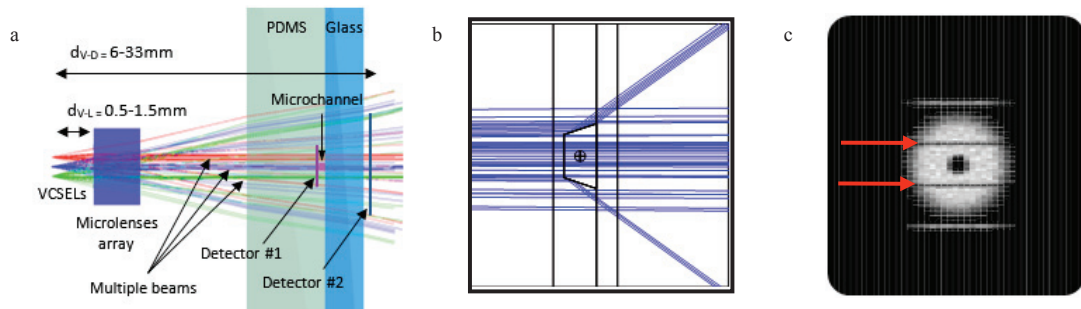 a
PDMS
Glass
dV-D = 6-33mm
Microchannel
dV-L = 0.5-1.5mm
VCSELs
Microlenses
array
Detector #1
Multiple beams
Detector #2
b
c